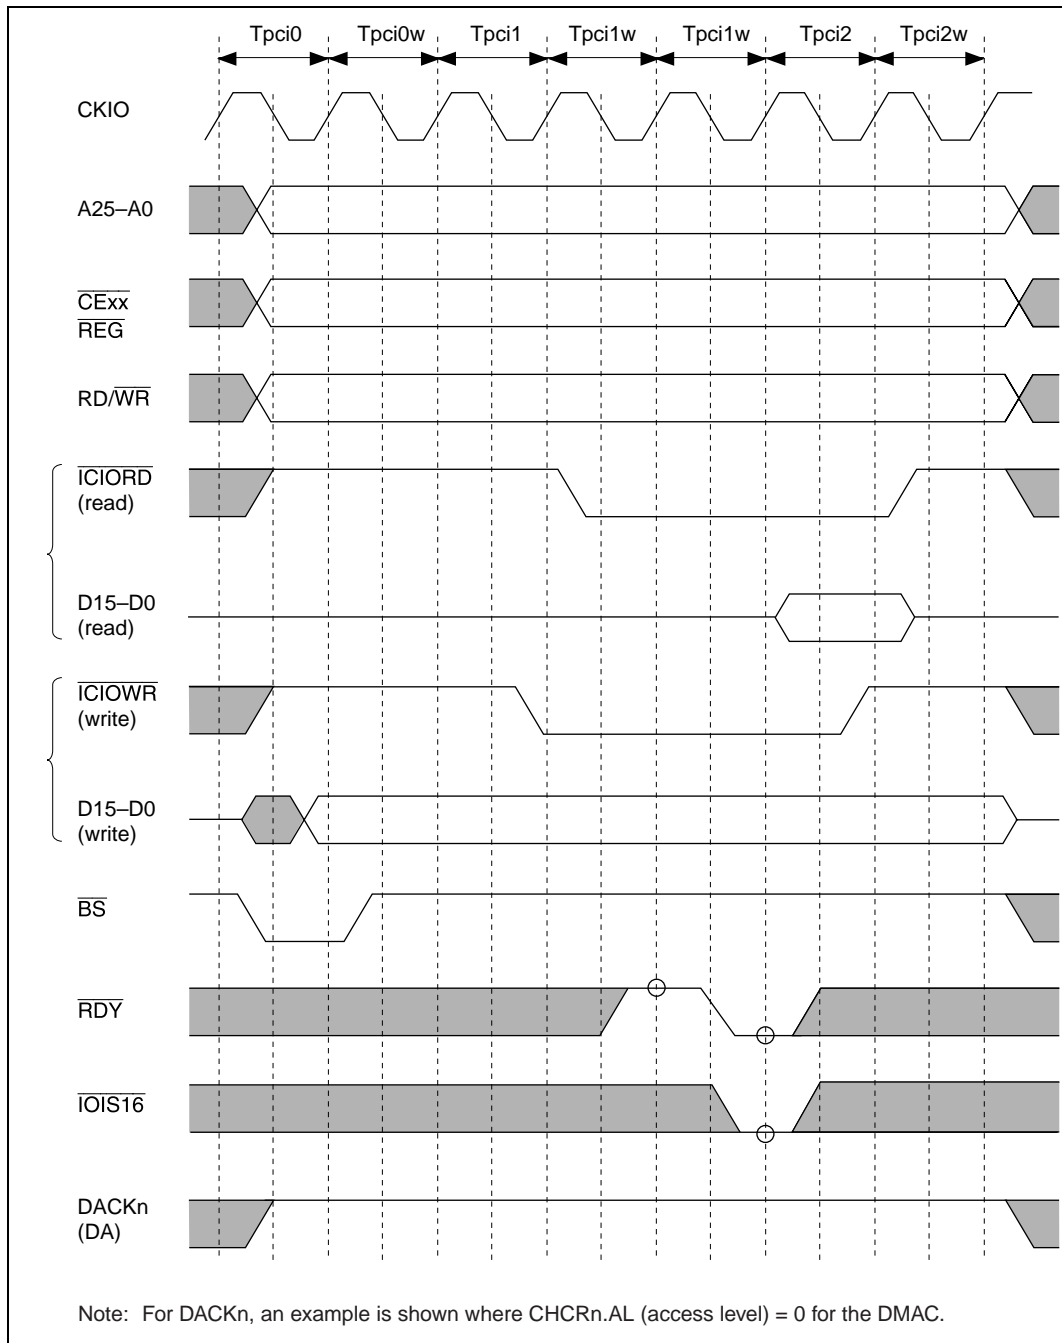 Tpci0 Tpci0w Tpci1 Tpci1w Tpci1w Tpci2 Tpci2w
CKIO
A25–A0
CExx
REG
RD/WR
ICIORD
(read)
D15–D0
(read)
ICIOWR
(write)
D15–D0
(write)
BS
RDY
IOIS16
DACKn
(DA)
Note: For DACKn, an example is shown where CHCRn.AL (access level) = 0 for the DMAC.